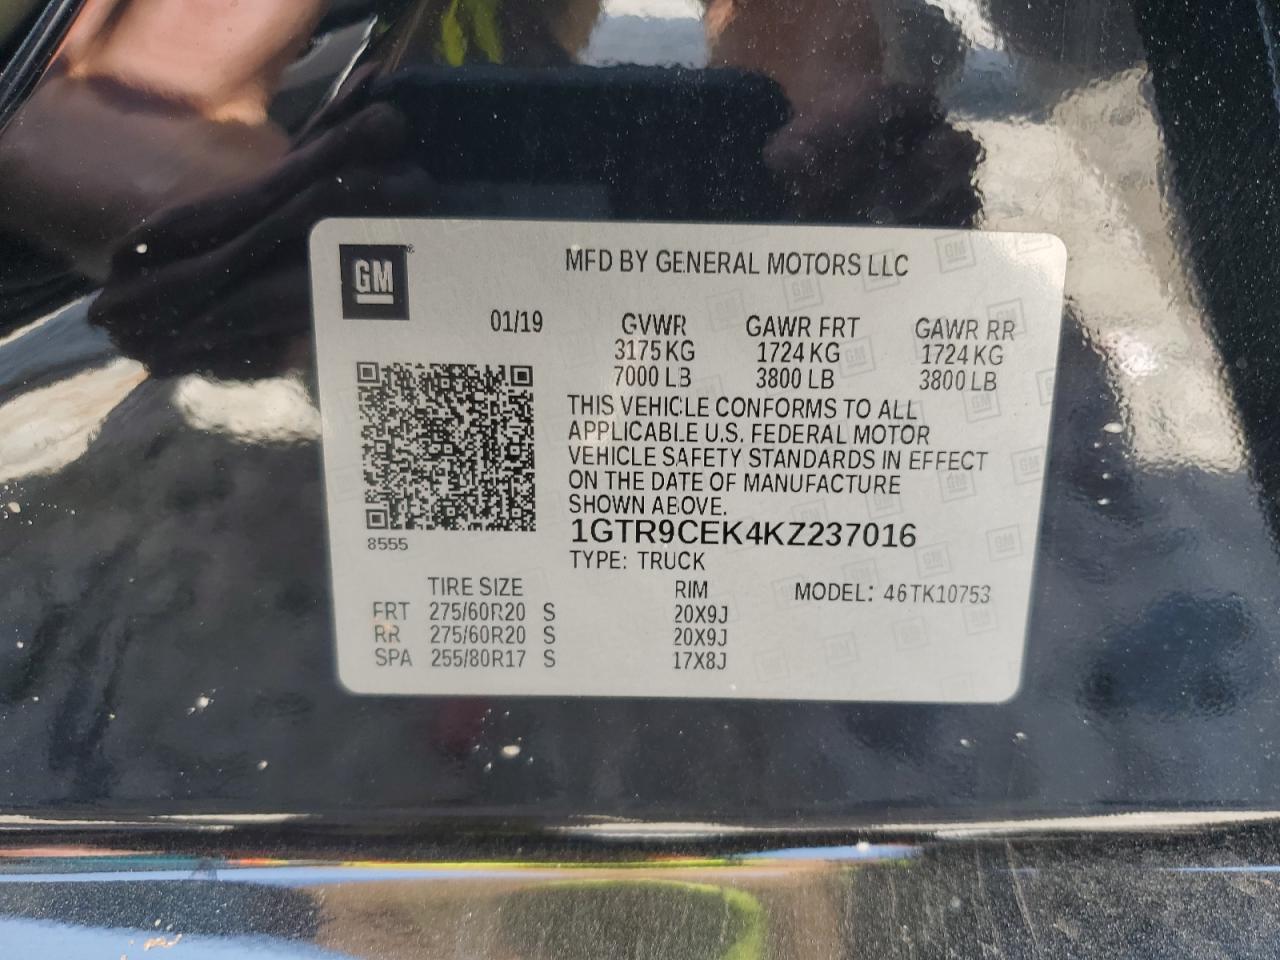 GM
MFD BY GENERAL MOTORS LLC
01/19 GVWR GAWR FRT GAWR RR
3175 KG 1724 KG 1724 KG
7000 LB 3800 LB 3800 LB
THIS VEHICLE CONFORMS TO ALL
APPLICABLE U.S. FEDERAL MOTOR
VEHICLE SAFETY STANDARDS IN EFFECT
ON THE DATE OF MANUFACTURE
SHOWN ABOVE.
1GTR9CEK4KZ237016
8555
TYPE: TRUCK
TIRE SIZE RIM MODEL: 46TK10753
FRT 275/60R20 S 20X9J
RR 275/60R20 S 20X9J
SPA 255/80R17 S 17X8J